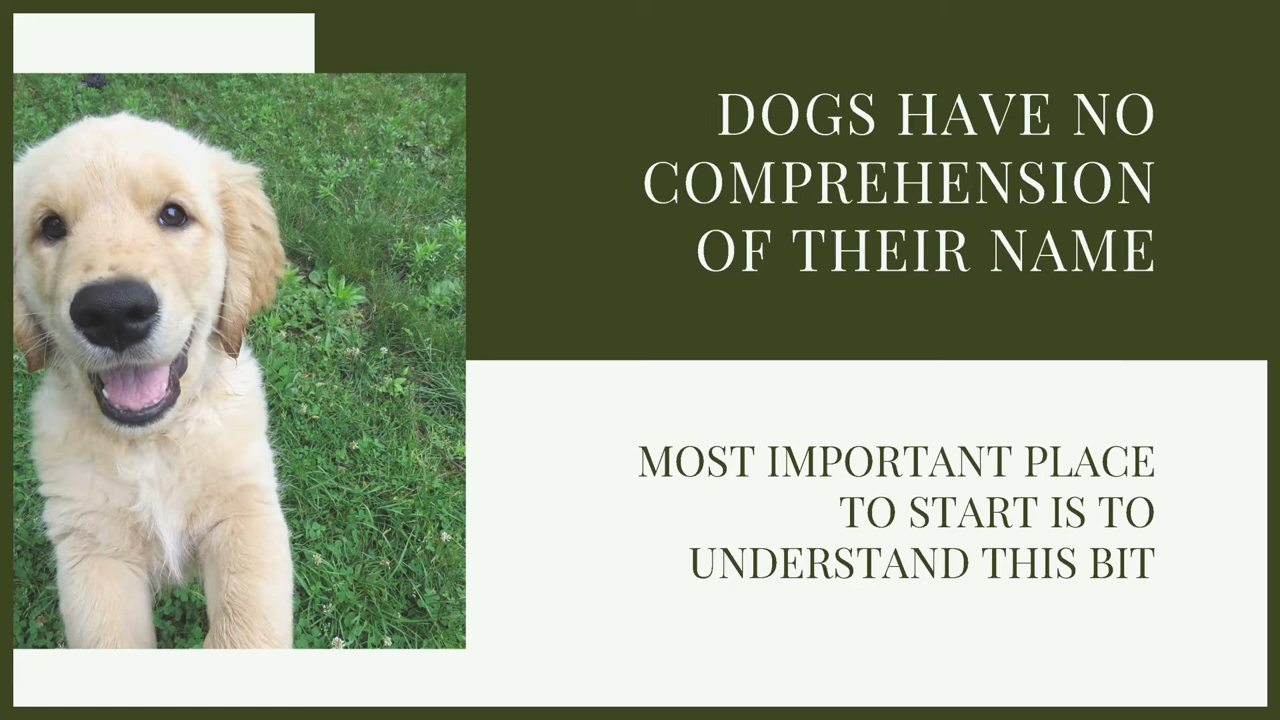 DOGS HAVE NO
COMPREHENSION
OF THEIR NAME
MOST IMPORTANT PLACE
TO START IS TO
UNDERSTAND THIS BIT